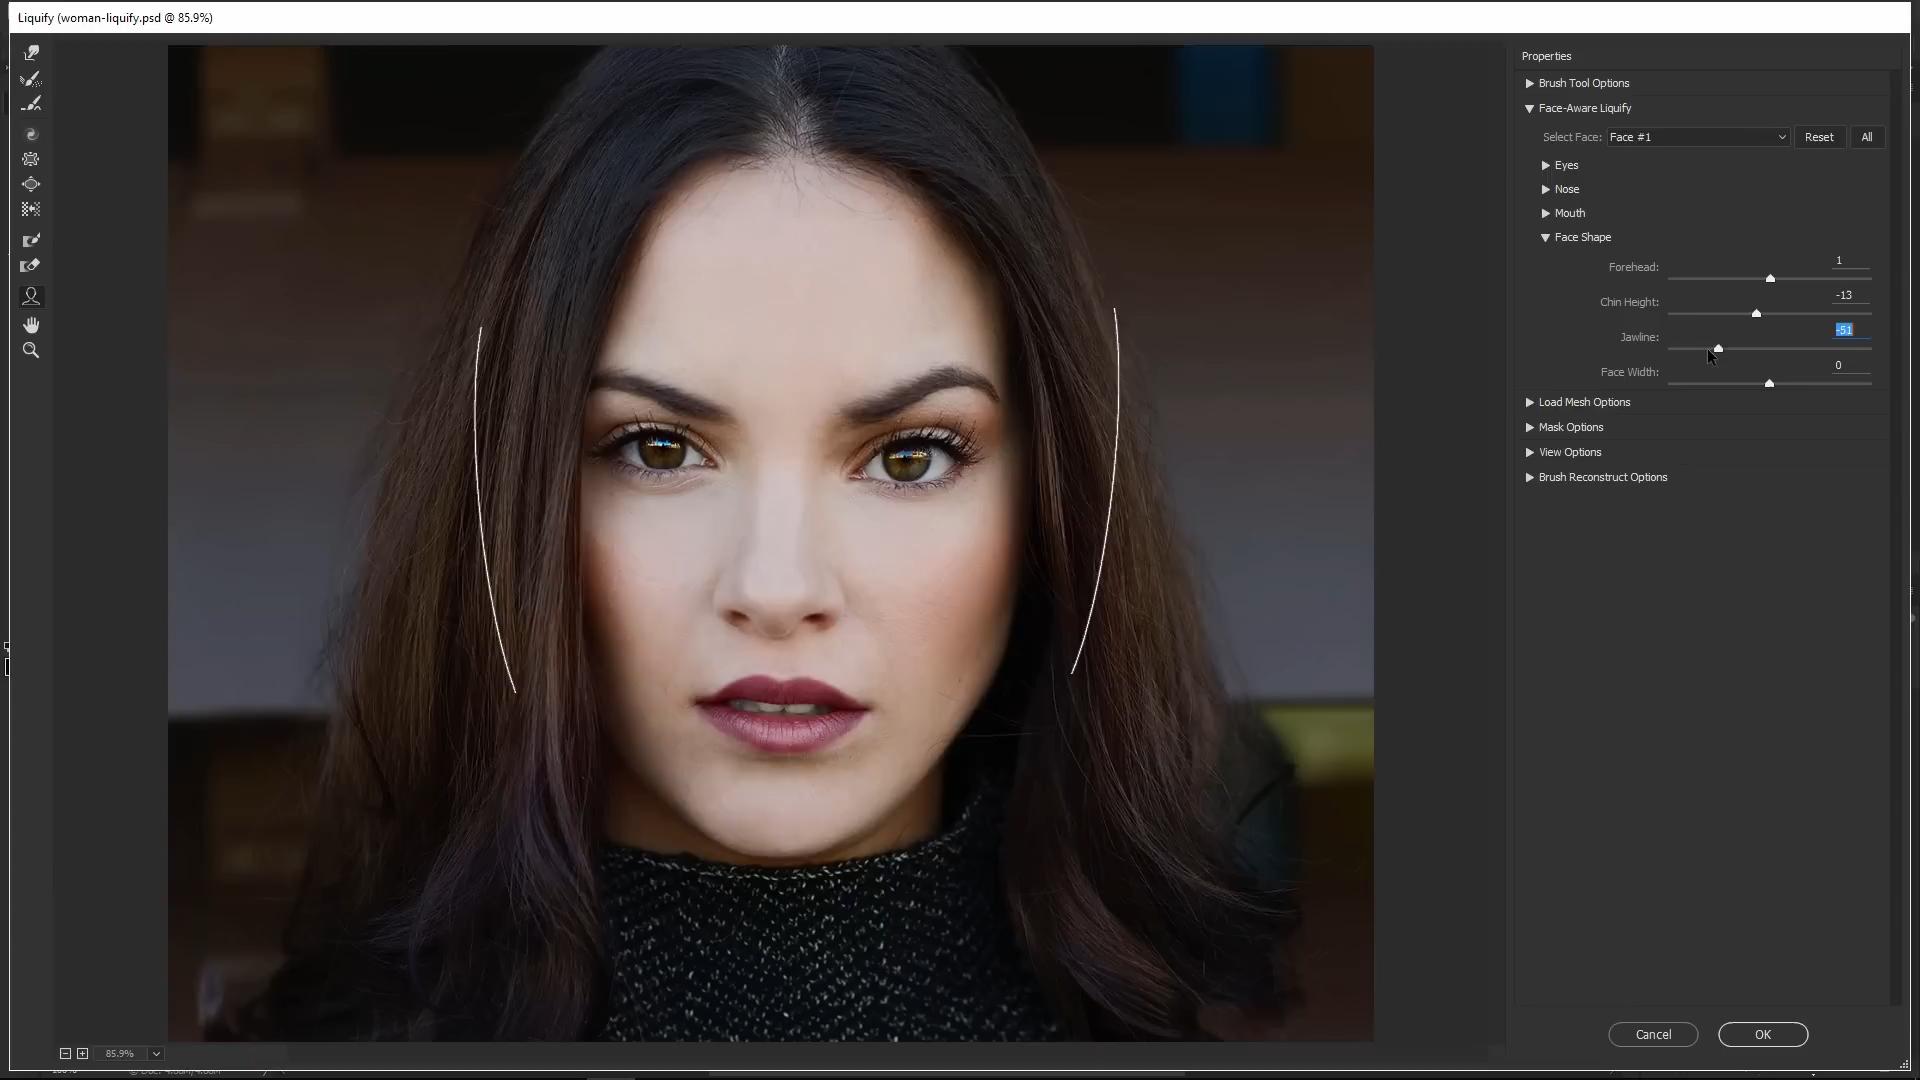 Liquify (woman-liquify.psd @ 85.9%)
Properties
Brush Tool Options
Face-Aware Liquify
Select Face: Face #1 Reset All
Eyes
Nose
Mouth
Face Shape
Forehead: 1
Chin Height: -13
Jawline: -51
Face Width: 0
Load Mesh Options
Mask Options
View Options
Brush Reconstruct Options
Cancel OK
85.9%